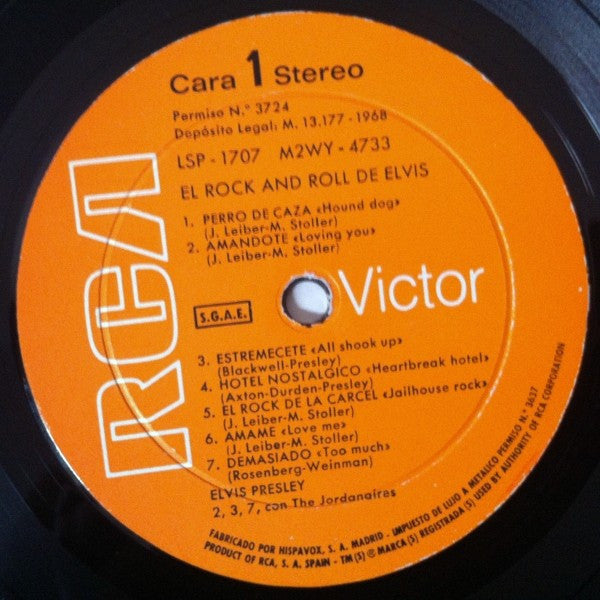 Cara 1 Stereo
Permiso N.° 3724
Depósito Legal: M. 13.177 - 1968
LSP - 1707 M2WY - 4733
EL ROCK AND ROLL DE ELVIS
1. PERRO DE CAZA «Hound dog»
(J. Leiber-M. Stoller)
2. AMANDOTE «Loving you»
(J. Leiber-M. Stoller)
RCA
S.G.A.E.
Victor
3. ESTREMECETE «All shook up»
(Blackwell-Presley)
4. HOTEL NOSTALGICO «Heartbreak hotel»
(Axton-Durden-Presley)
5. EL ROCK DE LA CARCEL «Jailhouse rock»
(J. Leiber-M. Stoller)
6. AMAME «Love me»
(J. Leiber-M. Stoller)
7. DEMASIADO «Too much»
(Rosenberg-Weinman)
ELVIS PRESLEY
2, 3, 7, con The Jordanaires
FABRICADO POR HISPAVOX, S. A. MADRID - IMPUESTO DE LUJO A METALICO PERMISO N.° 3637
PRODUCT OF RCA, S. A. SPAIN - TM (S) © MARCA (S) REGISTRADA (S) USED BY AUTHORITY OF RCA CORPORATION